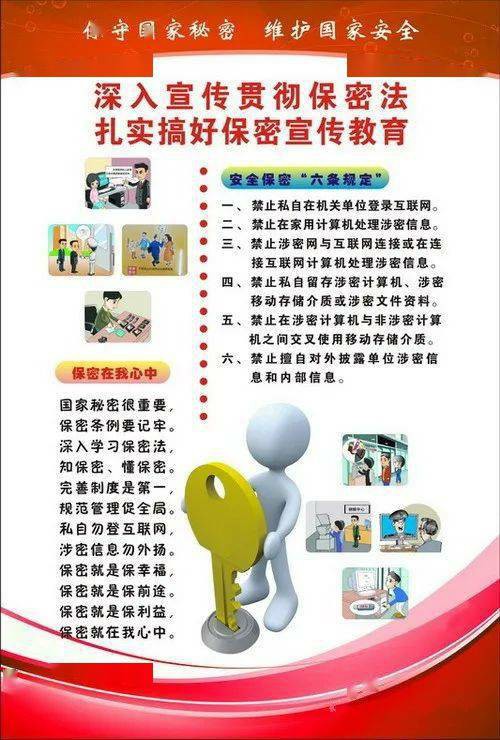 保守国家秘密 维护国家安全
深入宣传贯彻保密法
扎实搞好保密宣传教育
安全保密“六条规定”
一、禁止私自在机关单位登录互联网。
二、禁止在家用计算机处理涉密信息。
三、禁止涉密网与互联网连接或在连
接互联网计算机处理涉密信息。
四、禁止私自留存涉密计算机、涉密
移动存储介质或涉密文件资料。
五、禁止在涉密计算机与非涉密计算
机之间交叉使用移动存储介质。
六、禁止擅自对外披露单位涉密信
息和内部信息。
保密在我心中
国家秘密很重要，
保密条例要记牢。
深入学习保密法，
知保密、懂保密。
完善制度是第一，
规范管理促全局。
私自勿登互联网，
涉密信息勿外扬。
保密就是保幸福，
保密就是保前途。
保密就是保利益，
保密就在我心中。